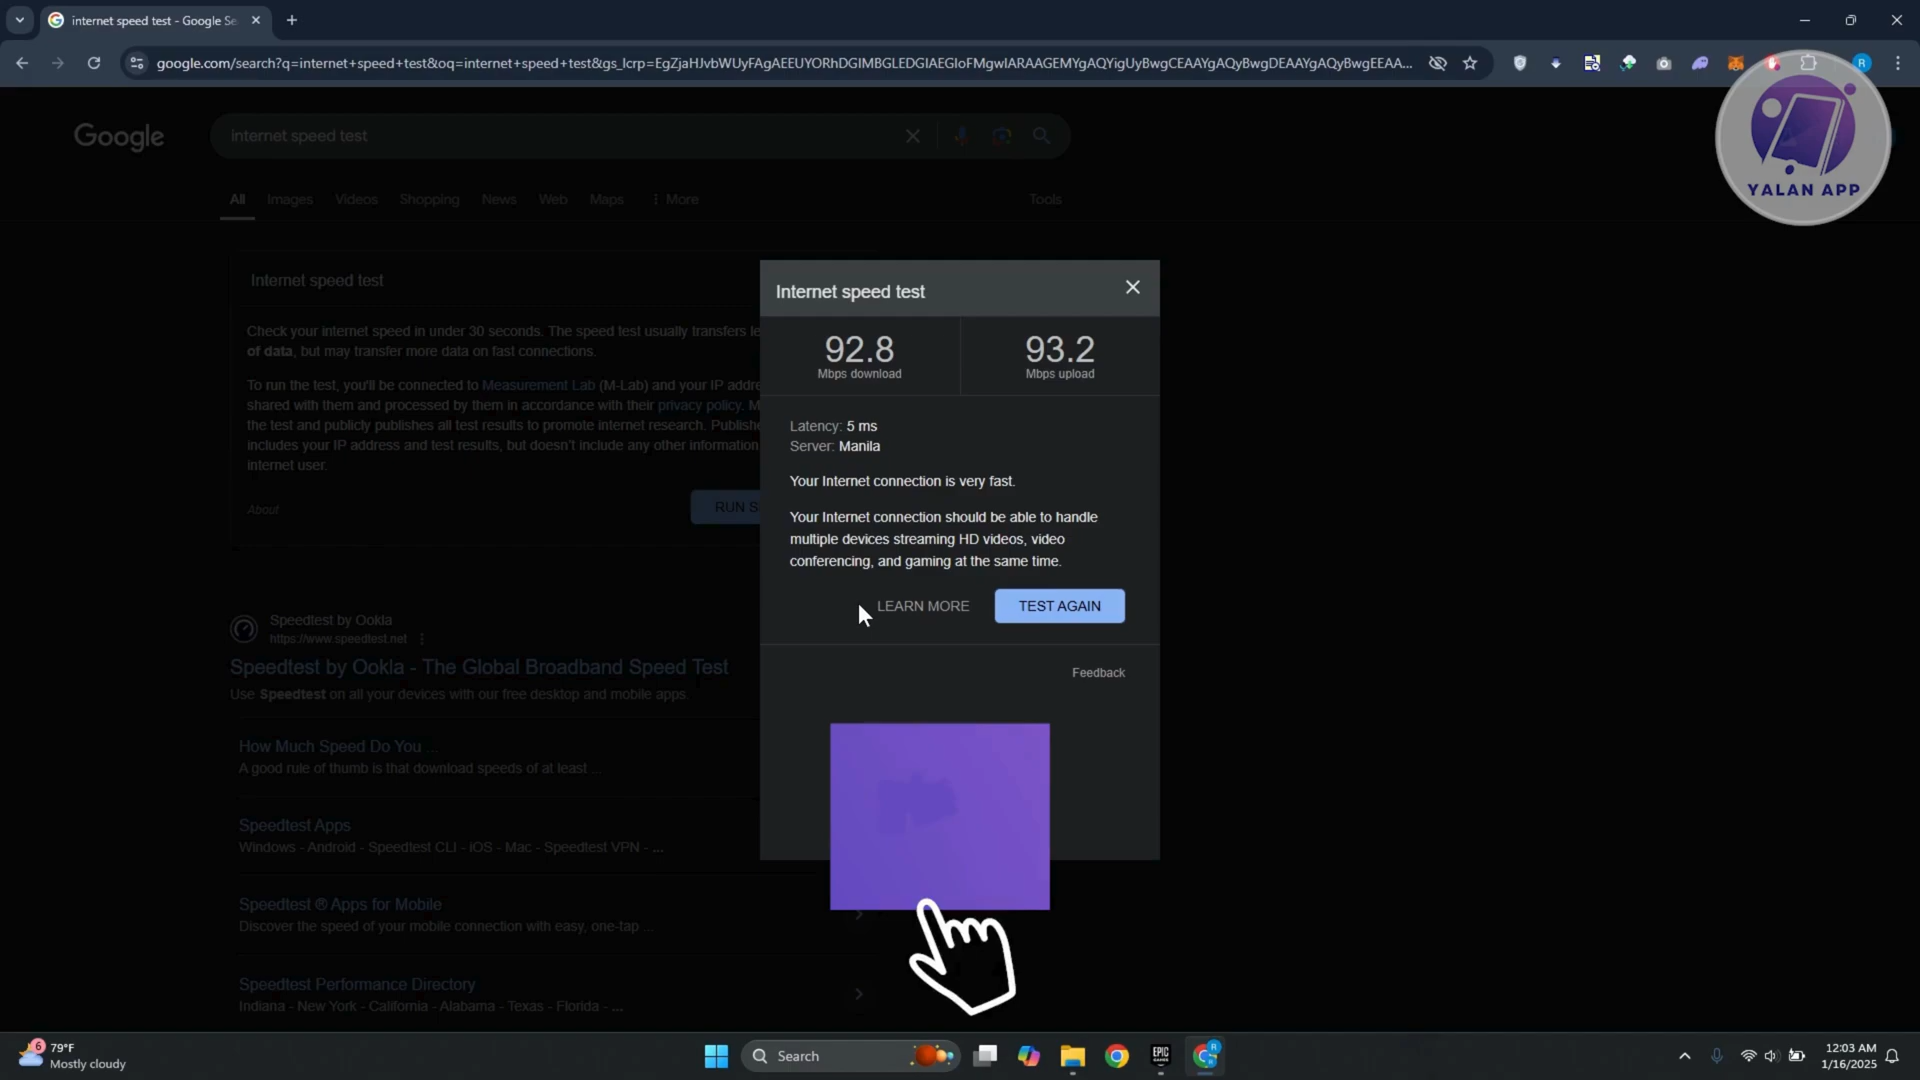 internet speed test - Google Se
google.com/search?q=internet+speed+test&oq=internet+speed+test&gs_lcrp=EgZjaHJvbWUyFAgAEEUYORhDGIMBGLEDGIAEGIoFMgwIARAAGEMYgAQYigUyBwgCEAAYgAQyBwgDEAAYgAQyBwgEEAA...
R
YALAN APP
Google
internet speed test
All Images Videos Shopping News Web Maps More Tools
Internet speed test
Check your internet speed in under 30 seconds. The speed test usually transfers le
of data, but may transfer more data on fast connections.
To run the test, you'll be connected to Measurement Lab (M-Lab) and your IP addre
shared with them and processed by them in accordance with their privacy policy. M
the test and publicly publishes all test results to promote internet research. Publishe
includes your IP address and test results, but doesn't include any other information
internet user.
About
RUN S
Internet speed test
92.8
Mbps download
93.2
Mbps upload
Latency: 5 ms
Server: Manila
Your Internet connection is very fast.
Your Internet connection should be able to handle
multiple devices streaming HD videos, video
conferencing, and gaming at the same time.
LEARN MORE
TEST AGAIN
Feedback
Speedtest by Ookla
https://www.speedtest.net
Speedtest by Ookla - The Global Broadband Speed Test
Use Speedtest on all your devices with our free desktop and mobile apps.
How Much Speed Do You ...
A good rule of thumb is that download speeds of at least ...
Speedtest Apps
Windows - Android - Speedtest CLI - iOS - Mac - Speedtest VPN - ...
Speedtest ® Apps for Mobile
Discover the speed of your mobile connection with easy, one-tap ...
Speedtest Performance Directory
Indiana - New York - California - Alabama - Texas - Florida - ...
6
79°F
Mostly cloudy
Search
EPIC
GAMES
R
12:03 AM
1/16/2025